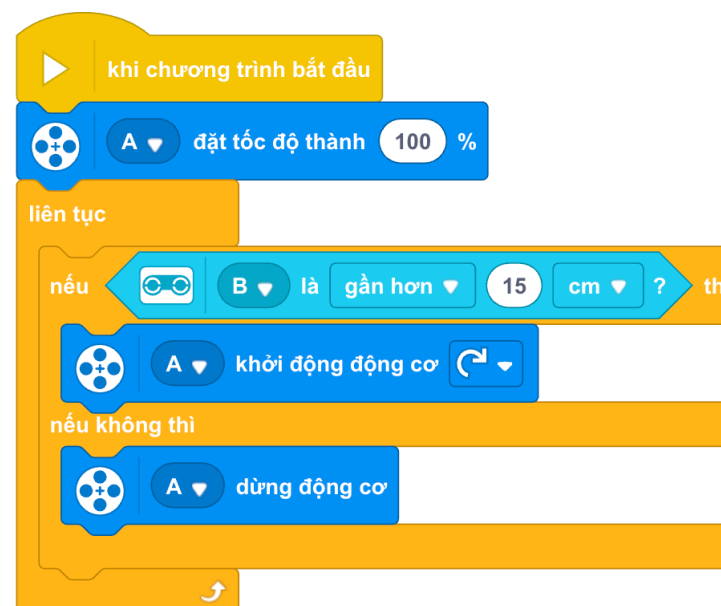 khi chương trình bắt đầu
A đặt tốc độ thành 100 %
liên tục
nếu B là gần hơn 15 cm ?
A khởi động động cơ
nếu không thì
A dừng động cơ